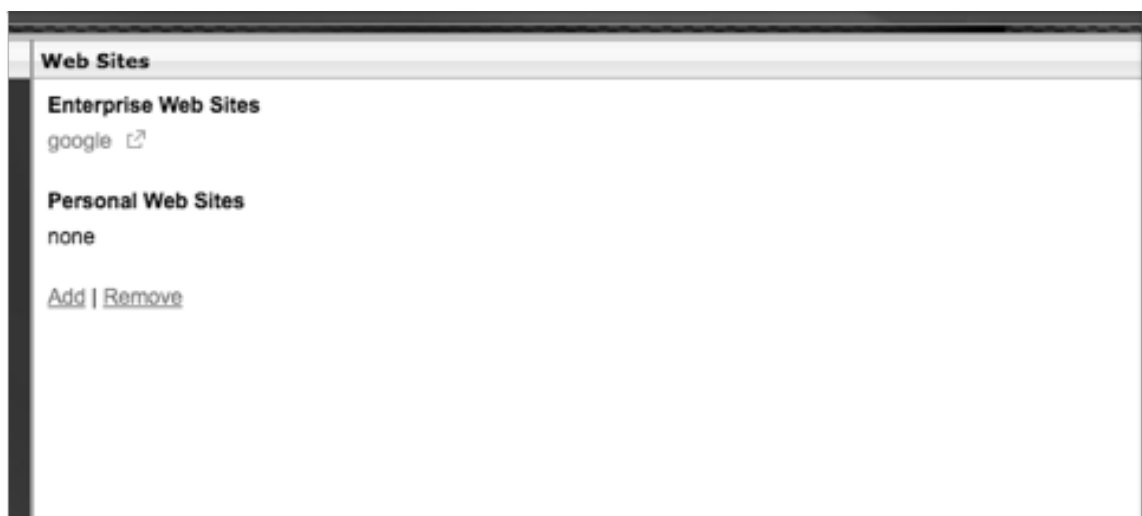 Web Sites
Enterprise Web Sites
google
Personal Web Sites
none
Add | Remove